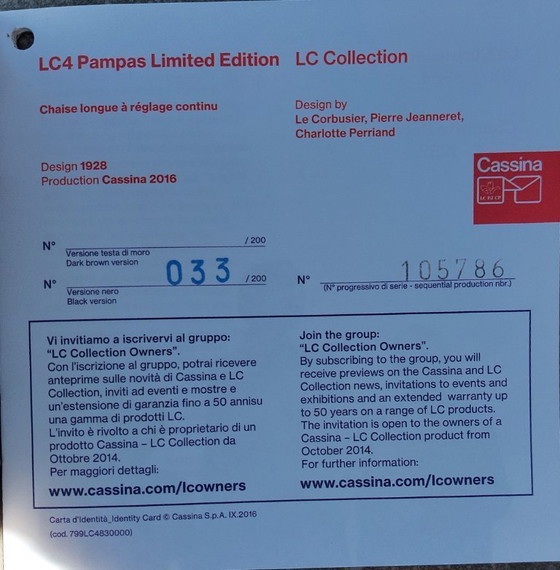 LC4 Pampas Limited Edition
Chaise longue à réglage continu
Design 1928
Production Cassina 2016
LC Collection
Design by
Le Corbusier, Pierre Jeanneret,
Charlotte Perriand
Cassina
LC PJ CP
N° / 200
Versione testa di moro
Dark brown version
N° 033 / 200
Versione nero
Black version
N° 105786
(N° progressivo di serie - sequential production nbr.)
Vi invitiamo a iscrivervi al gruppo:
“LC Collection Owners”.
Con l'iscrizione al gruppo, potrai ricevere
anteprime sulle novità di Cassina e LC
Collection, inviti ad eventi e mostre e
un'estensione di garanzia fino a 50 annisu
una gamma di prodotti LC.
L'invito è rivolto a chi è proprietario di un
prodotto Cassina – LC Collection da
Ottobre 2014.
Per maggiori dettagli:
www.cassina.com/lcowners
Join the group:
“LC Collection Owners”.
By subscribing to the group, you will
receive previews on the Cassina and LC
Collection news, invitations to events and
exhibitions and an extended warranty up
to 50 years on a range of LC products.
The invitation is open to the owners of a
Cassina – LC Collection product from
October 2014.
For further information:
www.cassina.com/lcowners
Carta d'Identità_Identity Card © Cassina S.p.A. IX.2016
(cod. 799LC4830000)